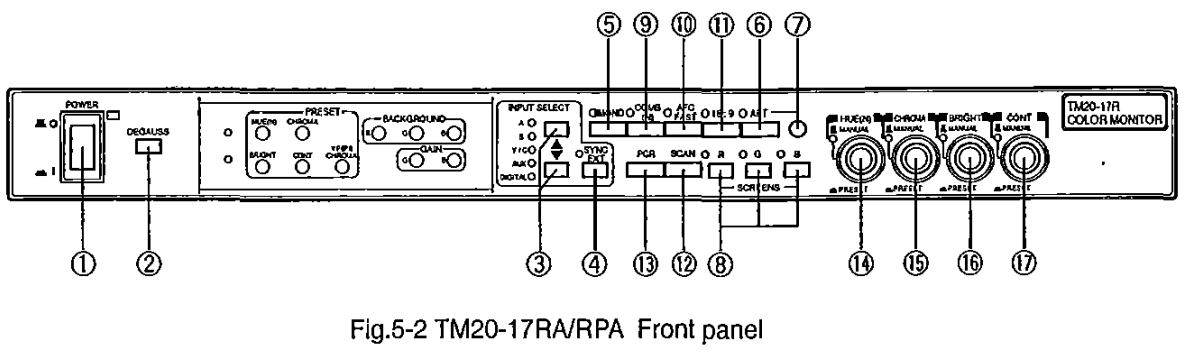 ⑤ ⑨ ⑩ ⑪ ⑥ ⑦
POWER
DEGAUSS
PRESET
HUE(N) CHROMA
BRIGHT CONT
CHROMA
BACKGROUND
R G B
GAIN
G B
INPUT SELECT
A
B
Y/C
AUX
DIGITAL
SYNC
EXT
MONO
COMB
AFC
FAST
16:9
AFT
PGR SCAN R G B
SCREENS
HUE(N) CHROMA BRIGHT CONT
MANUAL MANUAL MANUAL MANUAL
PRESET PRESET PRESET PRESET
TM20-17R
COLOR MONITOR
① ② ③ ④ ⑬ ⑫ ⑧ ⑭ ⑮ ⑯ ⑰
Fig.5-2 TM20-17RA/RPA Front panel